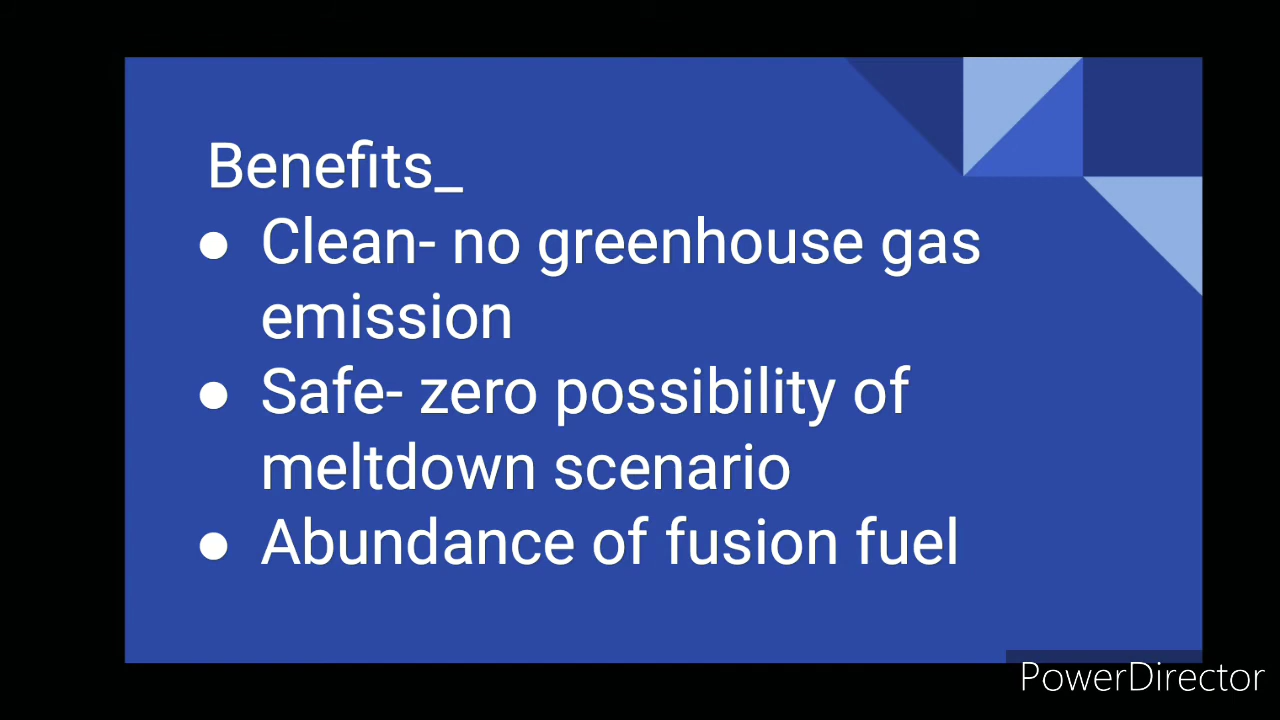 Benefits_
● Clean- no greenhouse gas
emission
● Safe- zero possibility of
meltdown scenario
● Abundance of fusion fuel
PowerDirector